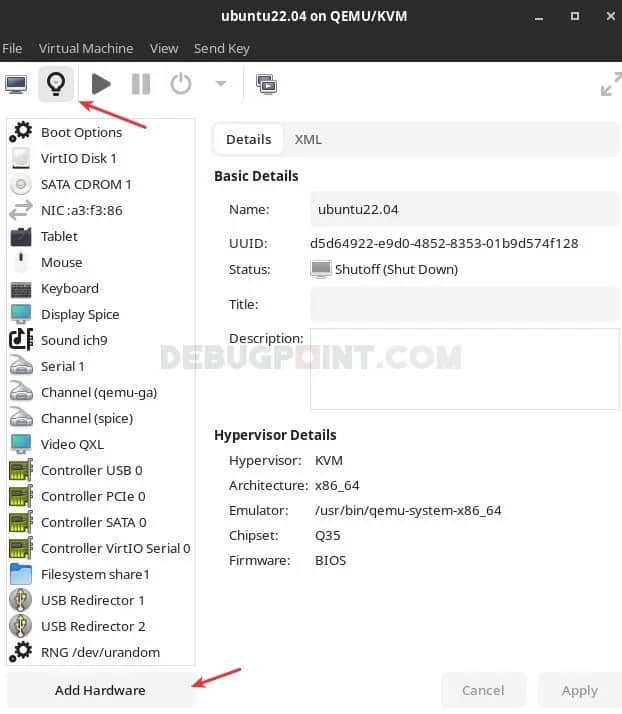 ubuntu22.04 on QEMU/KVM
File Virtual Machine View Send Key
Boot Options
VirtIO Disk 1
SATA CDROM 1
NIC :a3:f3:86
Tablet
Mouse
Keyboard
Display Spice
Sound ich9
Serial 1
Channel (qemu-ga)
Channel (spice)
Video QXL
Controller USB 0
Controller PCIe 0
Controller SATA 0
Controller VirtIO Serial 0
Filesystem share1
USB Redirector 1
USB Redirector 2
RNG /dev/urandom
Add Hardware
Details XML
Basic Details
Name: ubuntu22.04
UUID: d5d64922-e9d0-4852-8353-01b9d574f128
Status: Shutoff (Shut Down)
Title:
Description:
DEBUGPOINT.COM
Hypervisor Details
Hypervisor: KVM
Architecture: x86_64
Emulator: /usr/bin/qemu-system-x86_64
Chipset: Q35
Firmware: BIOS
Cancel Apply